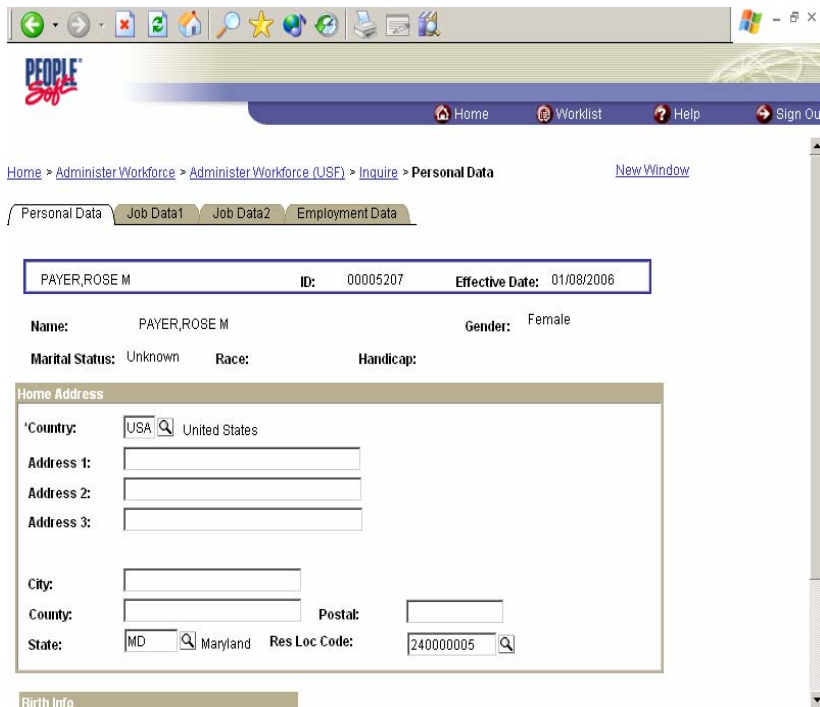 PEOPLE
Soft
Home Worklist Help Sign Ou
Home > Administer Workforce > Administer Workforce (USF) > Inquire > Personal Data New Window
Personal Data Job Data1 Job Data2 Employment Data
PAYER,ROSE M ID: 00005207 Effective Date: 01/08/2006
Name: PAYER,ROSE M Gender: Female
Marital Status: Unknown Race: Handicap:
Home Address
*Country: USA United States
Address 1:
Address 2:
Address 3:
City:
County: Postal:
State: MD Maryland Res Loc Code: 240000005
Birth Info